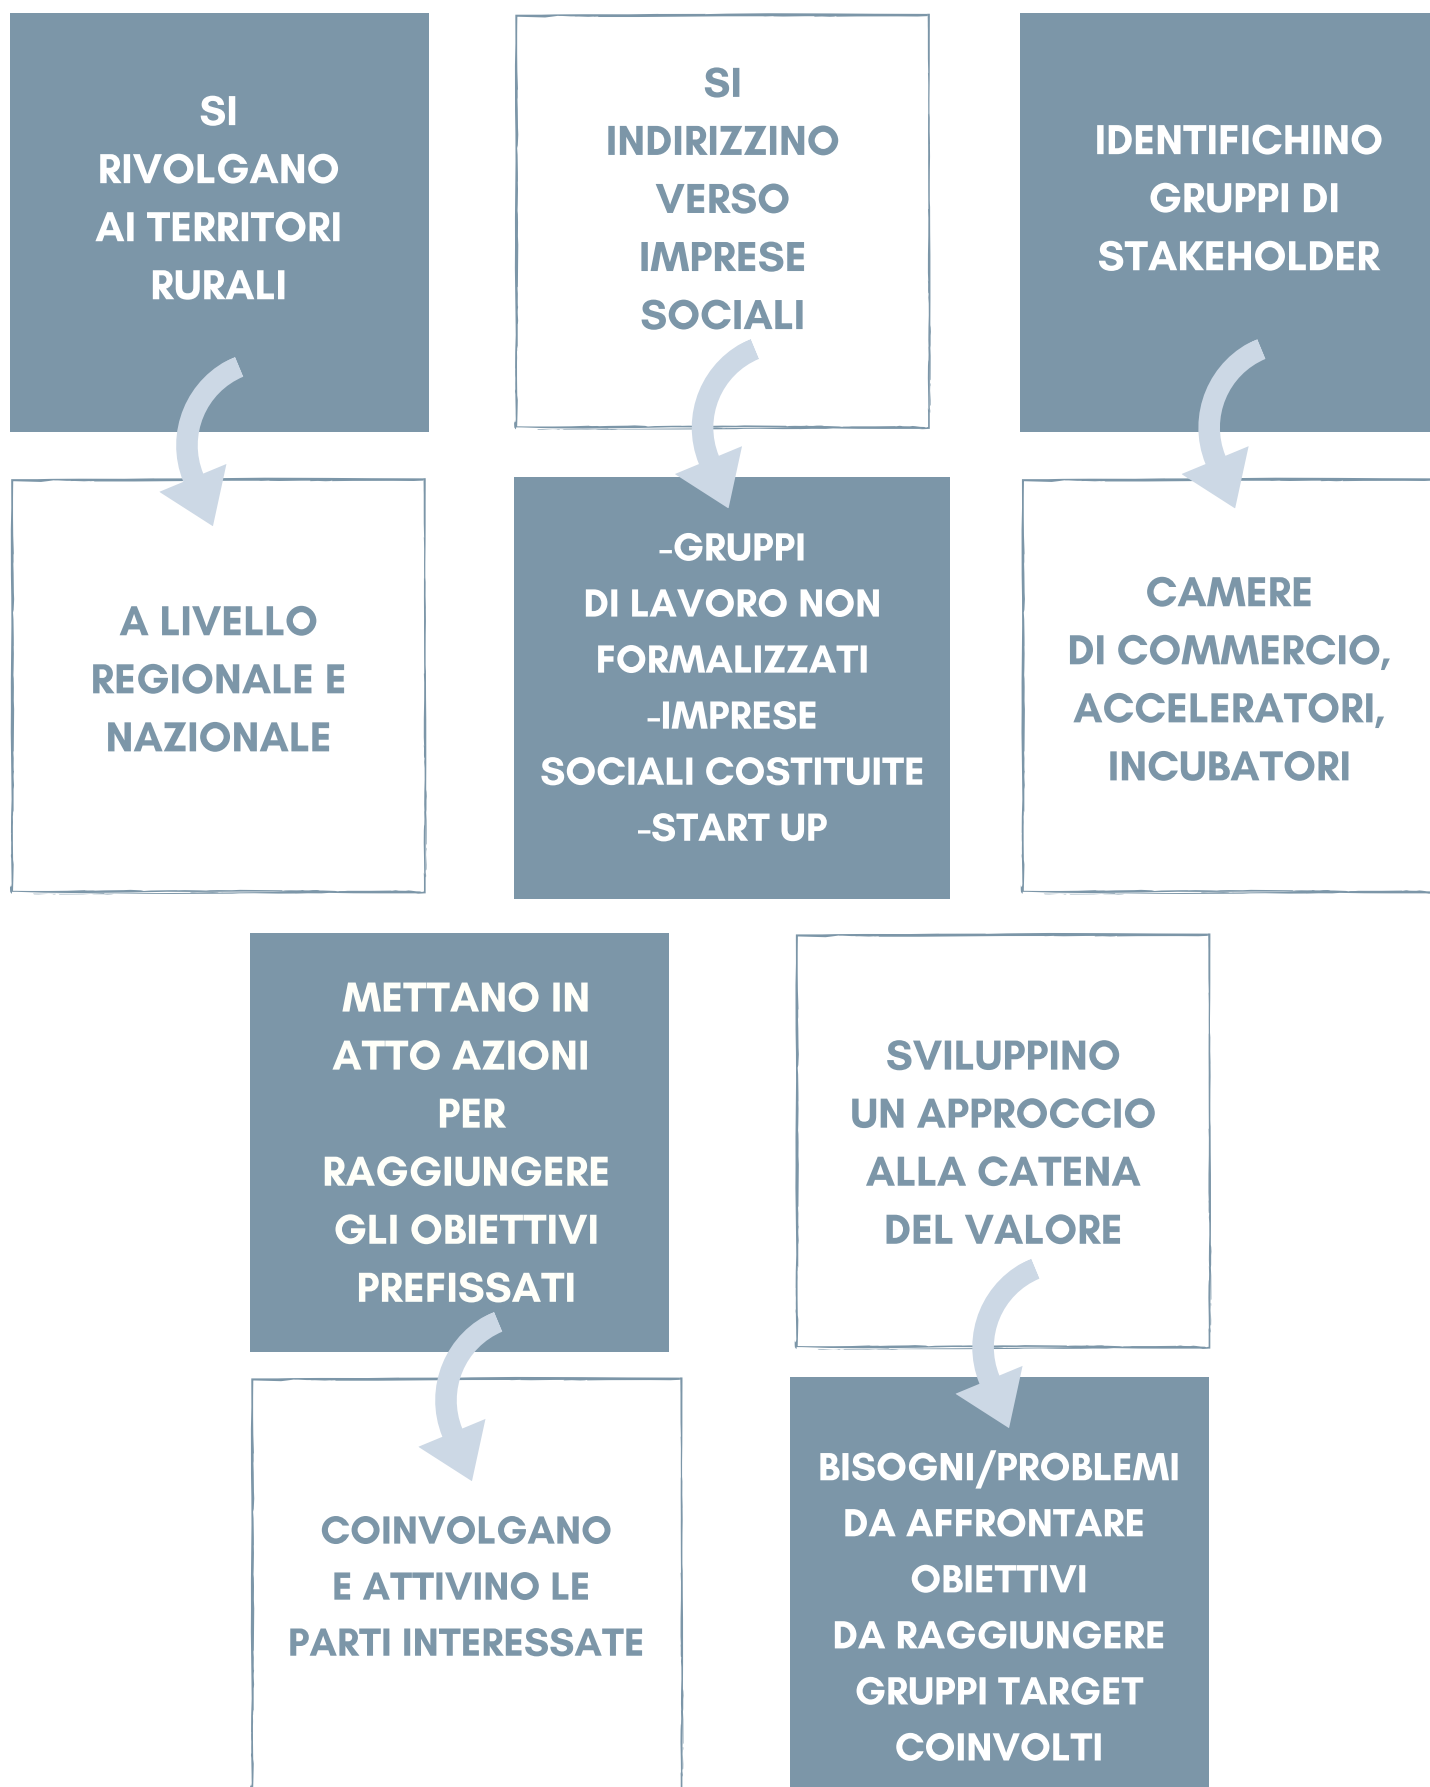 SI
RIVOLGANO
AI TERRITORI
RURALI
SI
INDIRIZZINO
VERSO
IMPRESE
SOCIALI
IDENTIFICHINO
GRUPPI DI
STAKEHOLDER
A LIVELLO
REGIONALE E
NAZIONALE
-GRUPPI
DI LAVORO NON
FORMALIZZATI
-IMPRESE
SOCIALI COSTITUITE
-START UP
CAMERE
DI COMMERCIO,
ACCELERATORI,
INCUBATORI
METTANO IN
ATTO AZIONI
PER
RAGGIUNGERE
GLI OBIETTIVI
PREFISSATI
SVILUPPINO
UN APPROCCIO
ALLA CATENA
DEL VALORE
COINVOLGANO
E ATTIVINO LE
PARTI INTERESSATE
BISOGNI/PROBLEMI
DA AFFRONTARE
OBIETTIVI
DA RAGGIUNGERE
GRUPPI TARGET
COINVOLTI